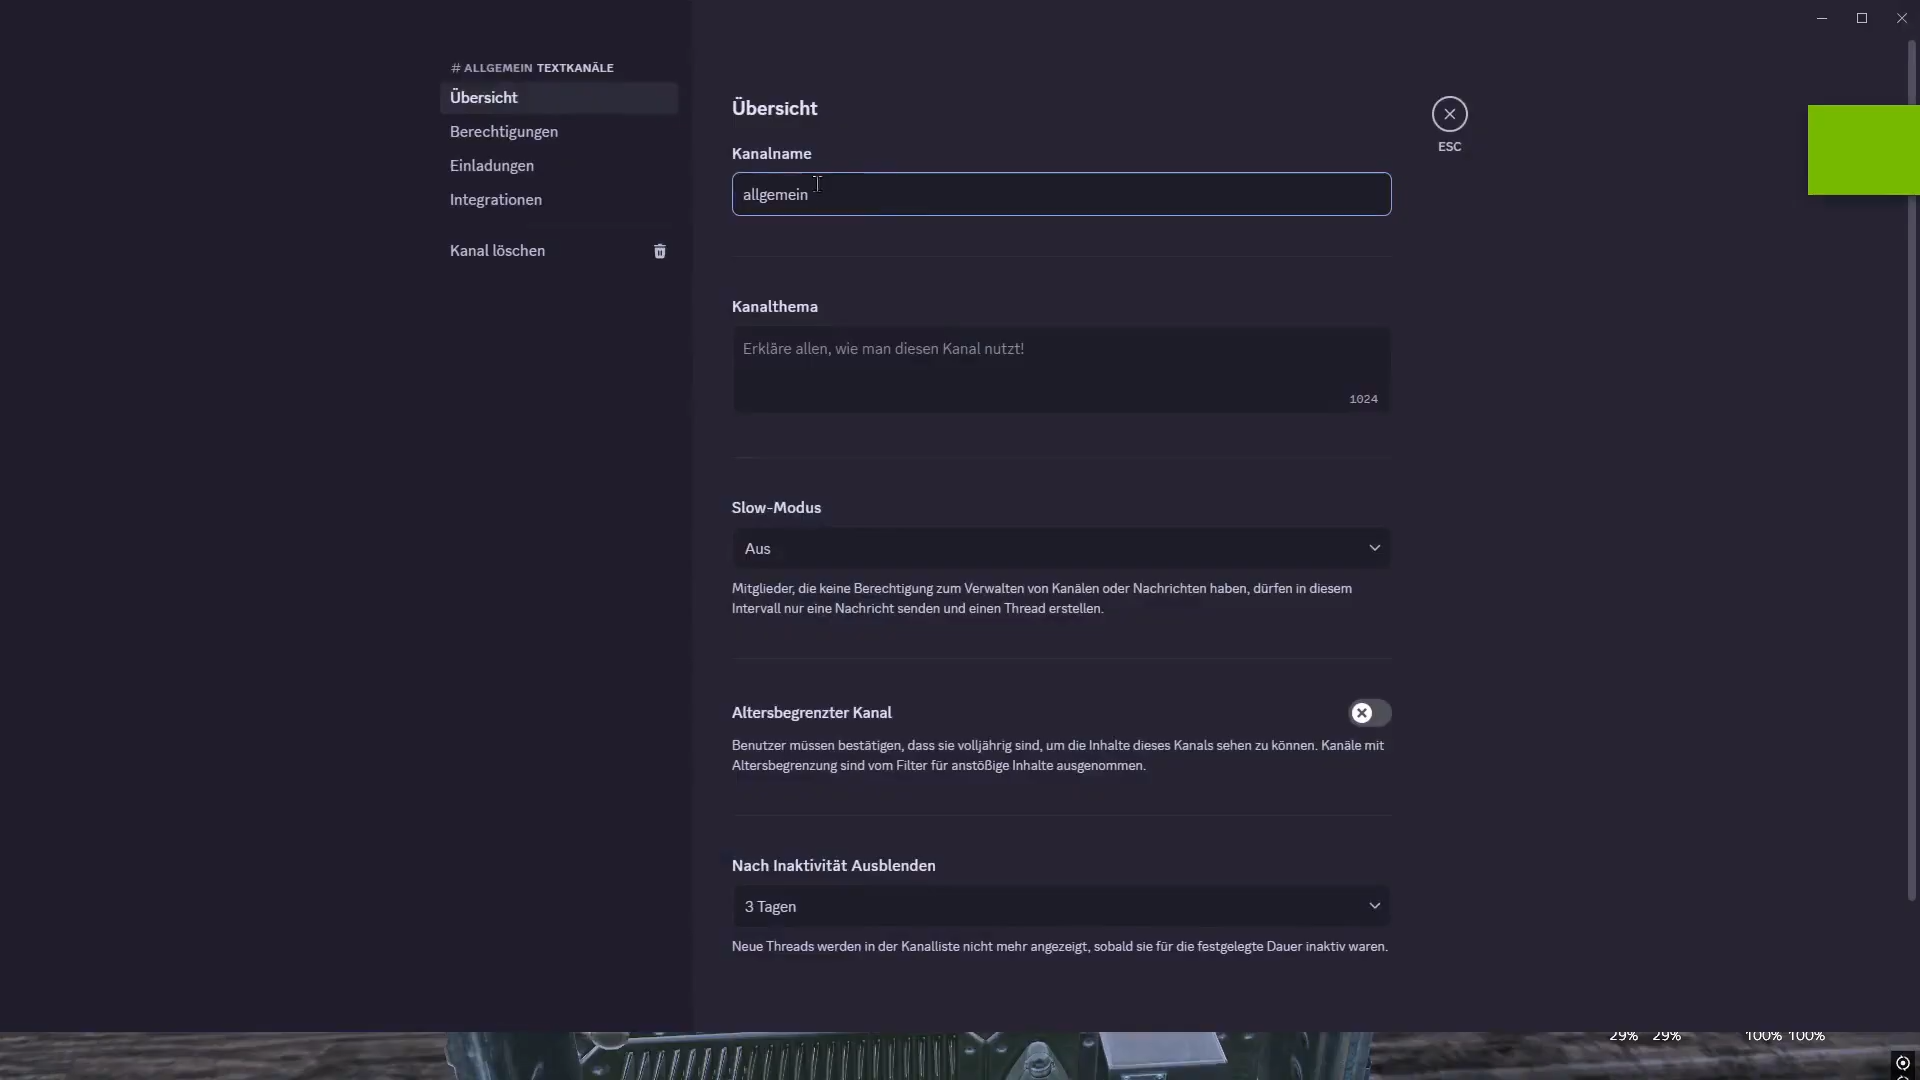 # ALLGEMEIN TEXTKANÄLE
Übersicht
Berechtigungen
Einladungen
Integrationen
Kanal löschen
Übersicht
ESC
Kanalname
allgemein
Kanalthema
Erkläre allen, wie man diesen Kanal nutzt!
1024
Slow-Modus
Aus
Mitglieder, die keine Berechtigung zum Verwalten von Kanälen oder Nachrichten haben, dürfen in diesem
Intervall nur eine Nachricht senden und einen Thread erstellen.
Altersbegrenzter Kanal
Benutzer müssen bestätigen, dass sie volljährig sind, um die Inhalte dieses Kanals sehen zu können. Kanäle mit
Altersbegrenzung sind vom Filter für anstößige Inhalte ausgenommen.
Nach Inaktivität Ausblenden
3 Tagen
Neue Threads werden in der Kanalliste nicht mehr angezeigt, sobald sie für die festgelegte Dauer inaktiv waren.
29% 29% 100% 100%